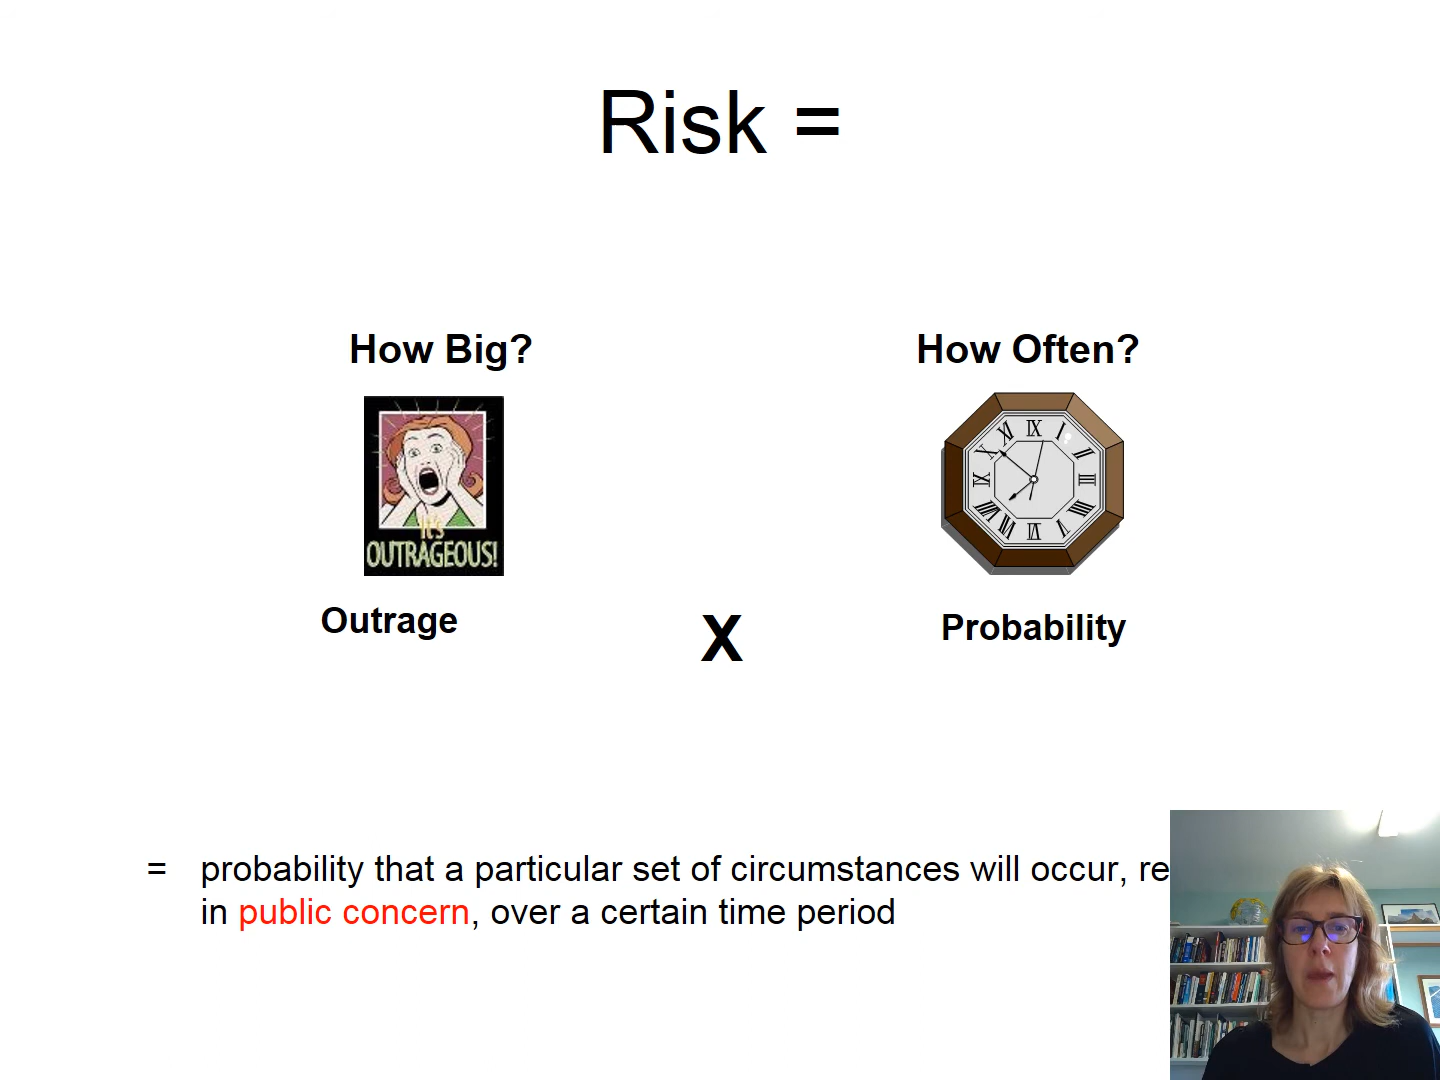 Risk =
How Big?
How Often?
It's
OUTRAGEOUS!
Outrage
X
Probability
= probability that a particular set of circumstances will occur, re
in public concern, over a certain time period